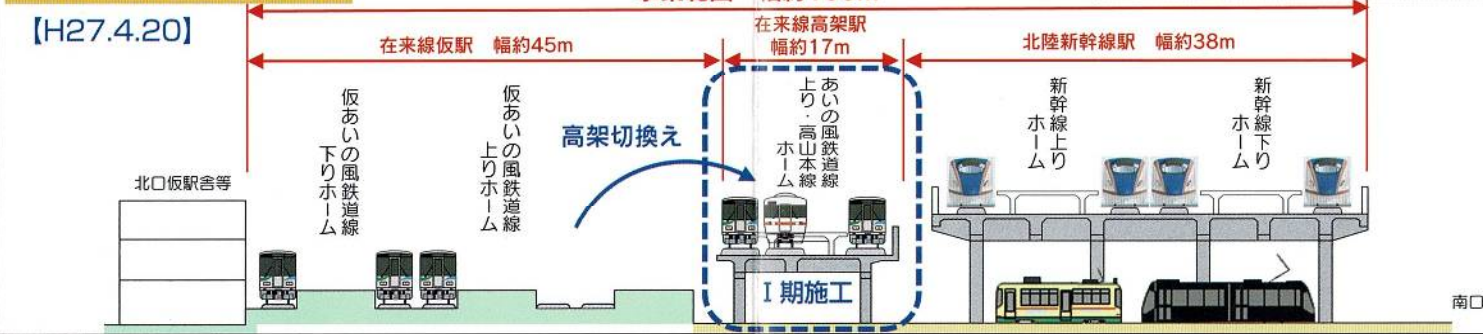 【H27.4.20】
在来線仮駅 幅約45m
在来線高架駅
幅約17m
北陸新幹線駅 幅約38m
北口仮駅舎等
仮あいの風鉄道線
下りホーム
仮あいの風鉄道線
上りホーム
高架切換え
あいの風鉄道線
上り・高山本線
ホーム
Ⅰ期施工
新幹線上り
ホーム
新幹線下り
ホーム
南口